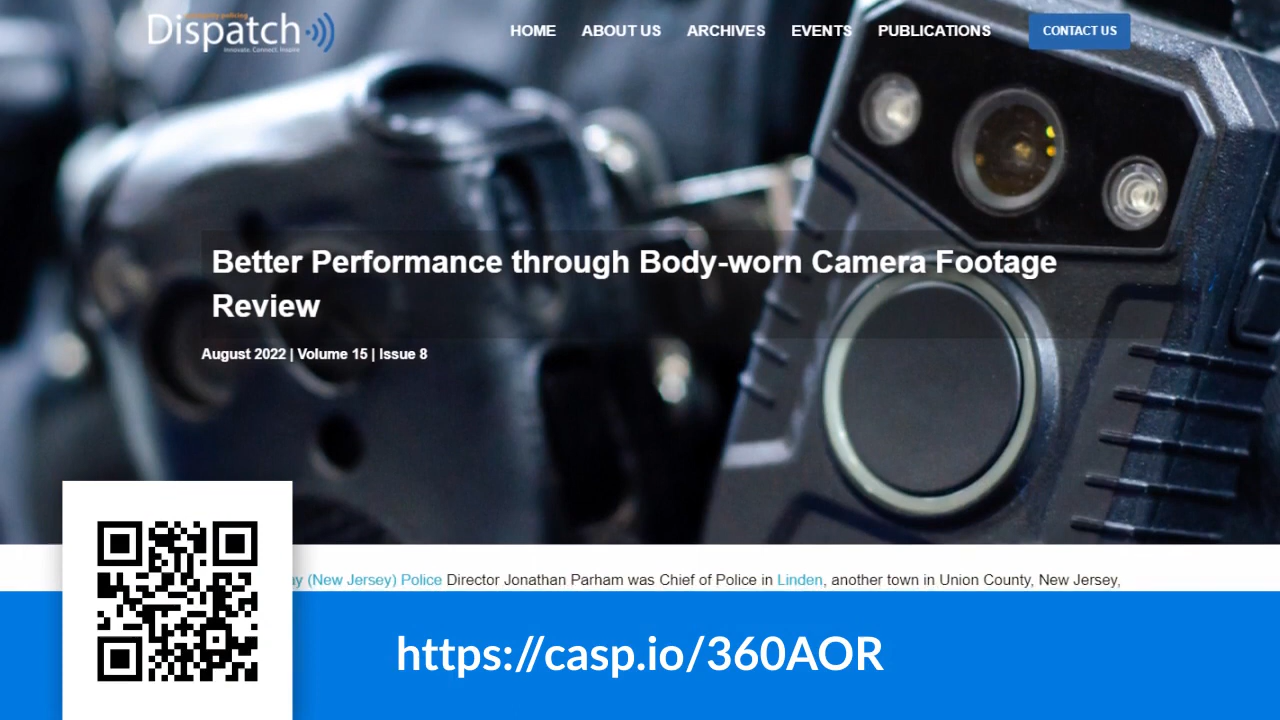 Dispatch
Innovate. Connect. Inspire
HOME
ABOUT US
ARCHIVES
EVENTS
PUBLICATIONS
CONTACT US
Better Performance through Body-worn Camera Footage
Review
August 2022 | Volume 15 | Issue 8
(New Jersey) Police Director Jonathan Parham was Chief of Police in Linden, another town in Union County, New Jersey,
https://casp.io/360AOR